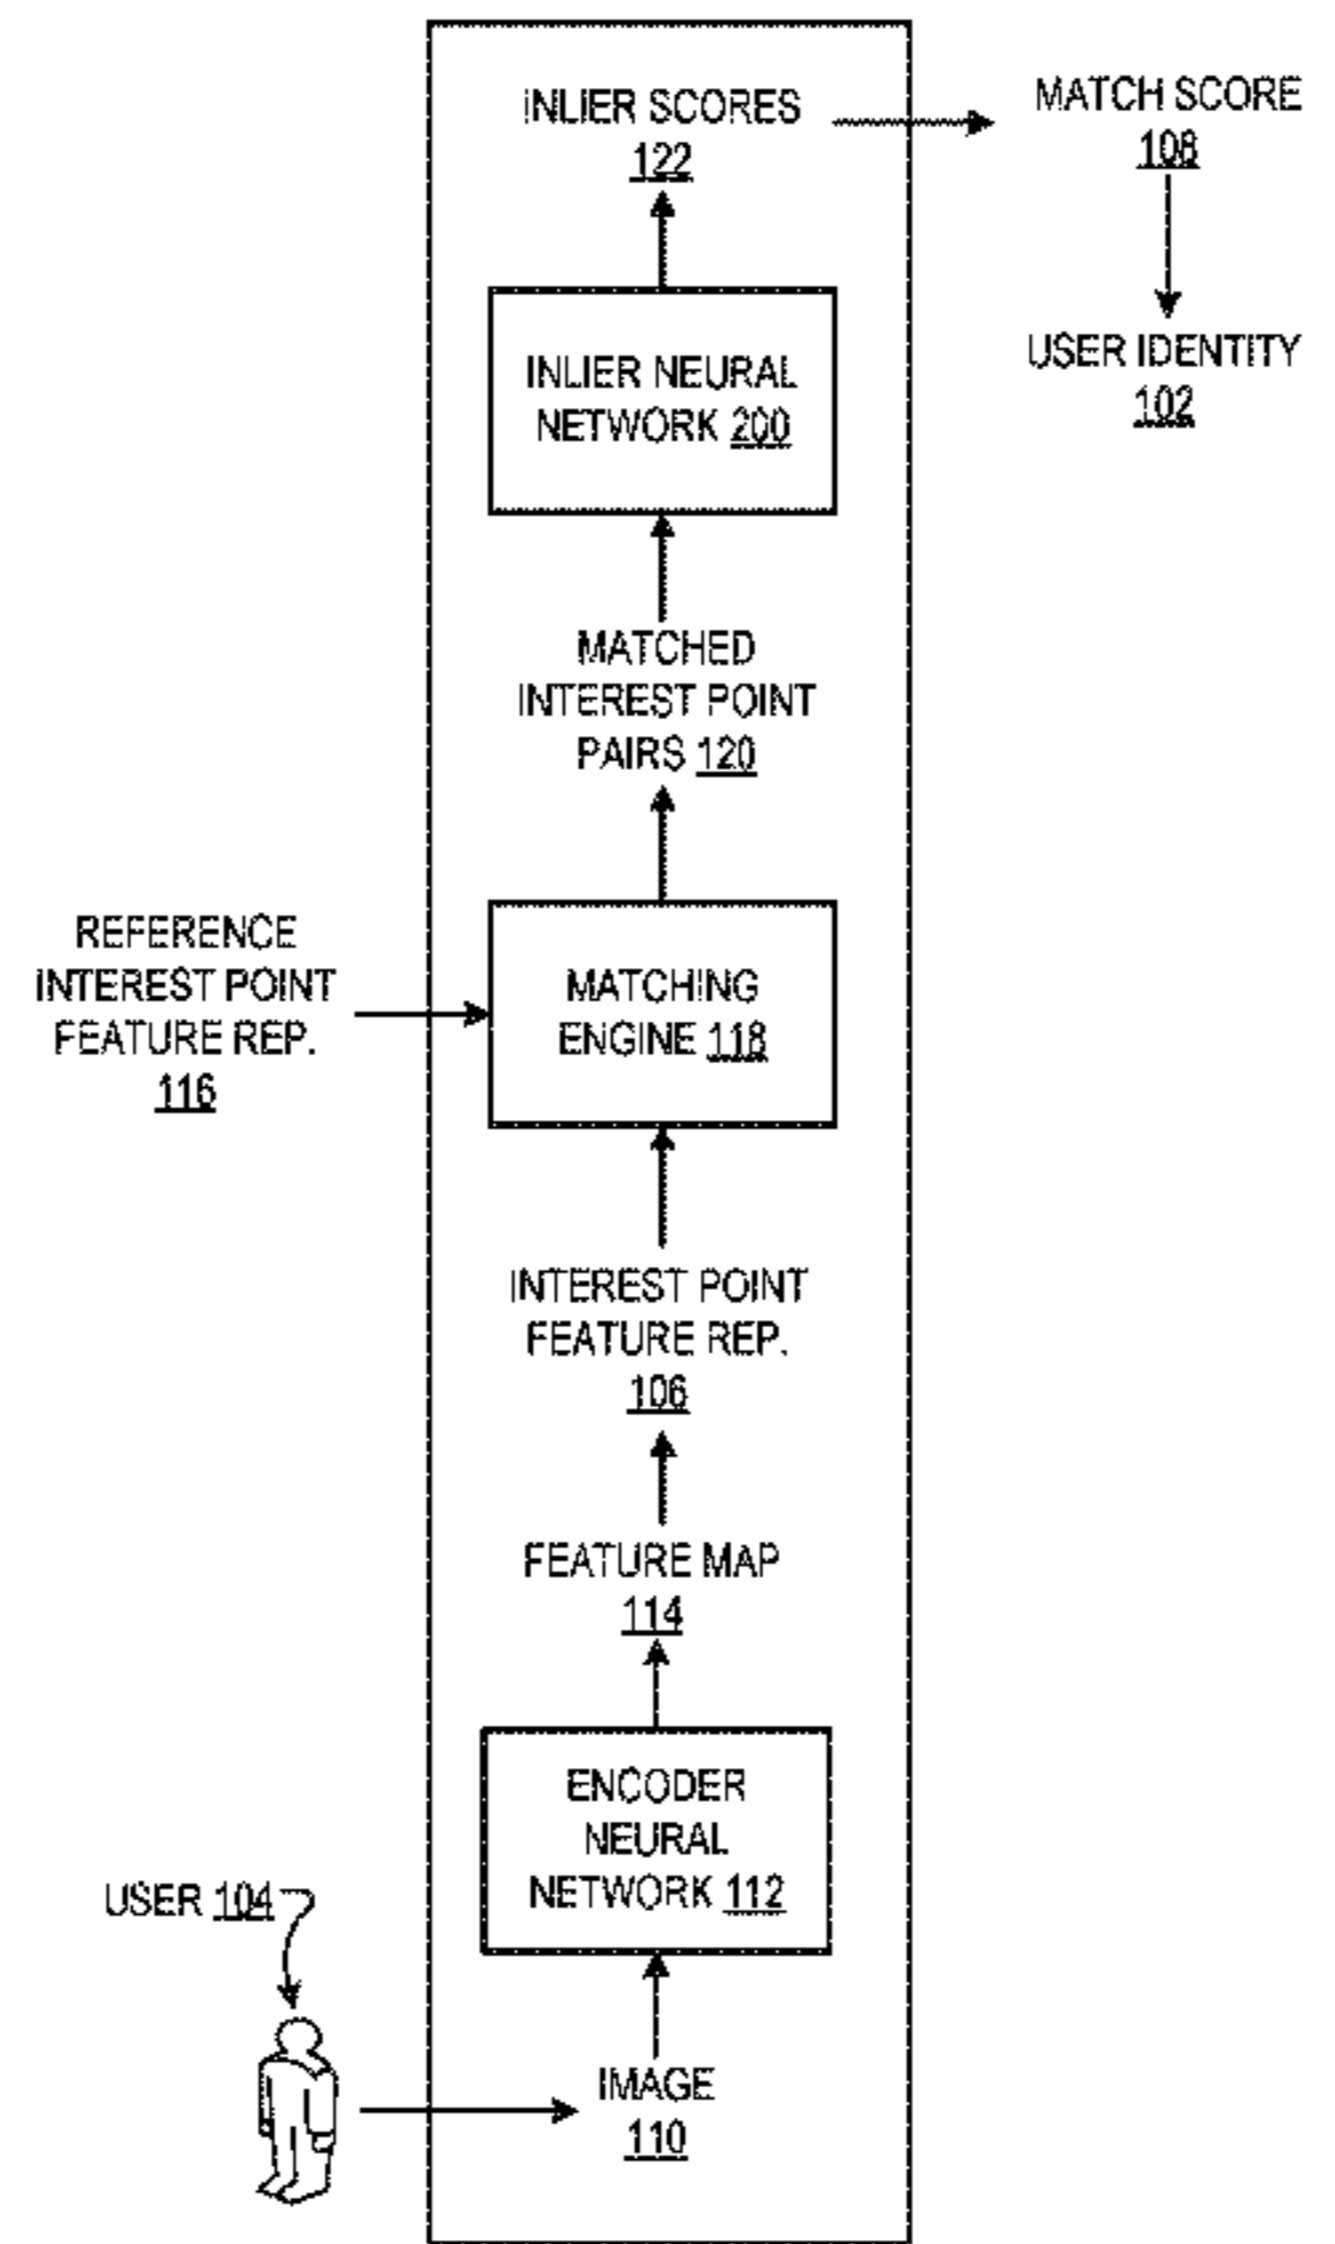 INLIER SCORES
122
MATCH SCORE
108
USER IDENTITY
102
INLIER NEURAL
NETWORK 200
MATCHED
INTEREST POINT
PAIRS 120
REFERENCE
INTEREST POINT
FEATURE REP.
116
MATCHING
ENGINE 118
INTEREST POINT
FEATURE REP.
106
FEATURE MAP
114
ENCODER
NEURAL
NETWORK 112
USER 104
IMAGE
110